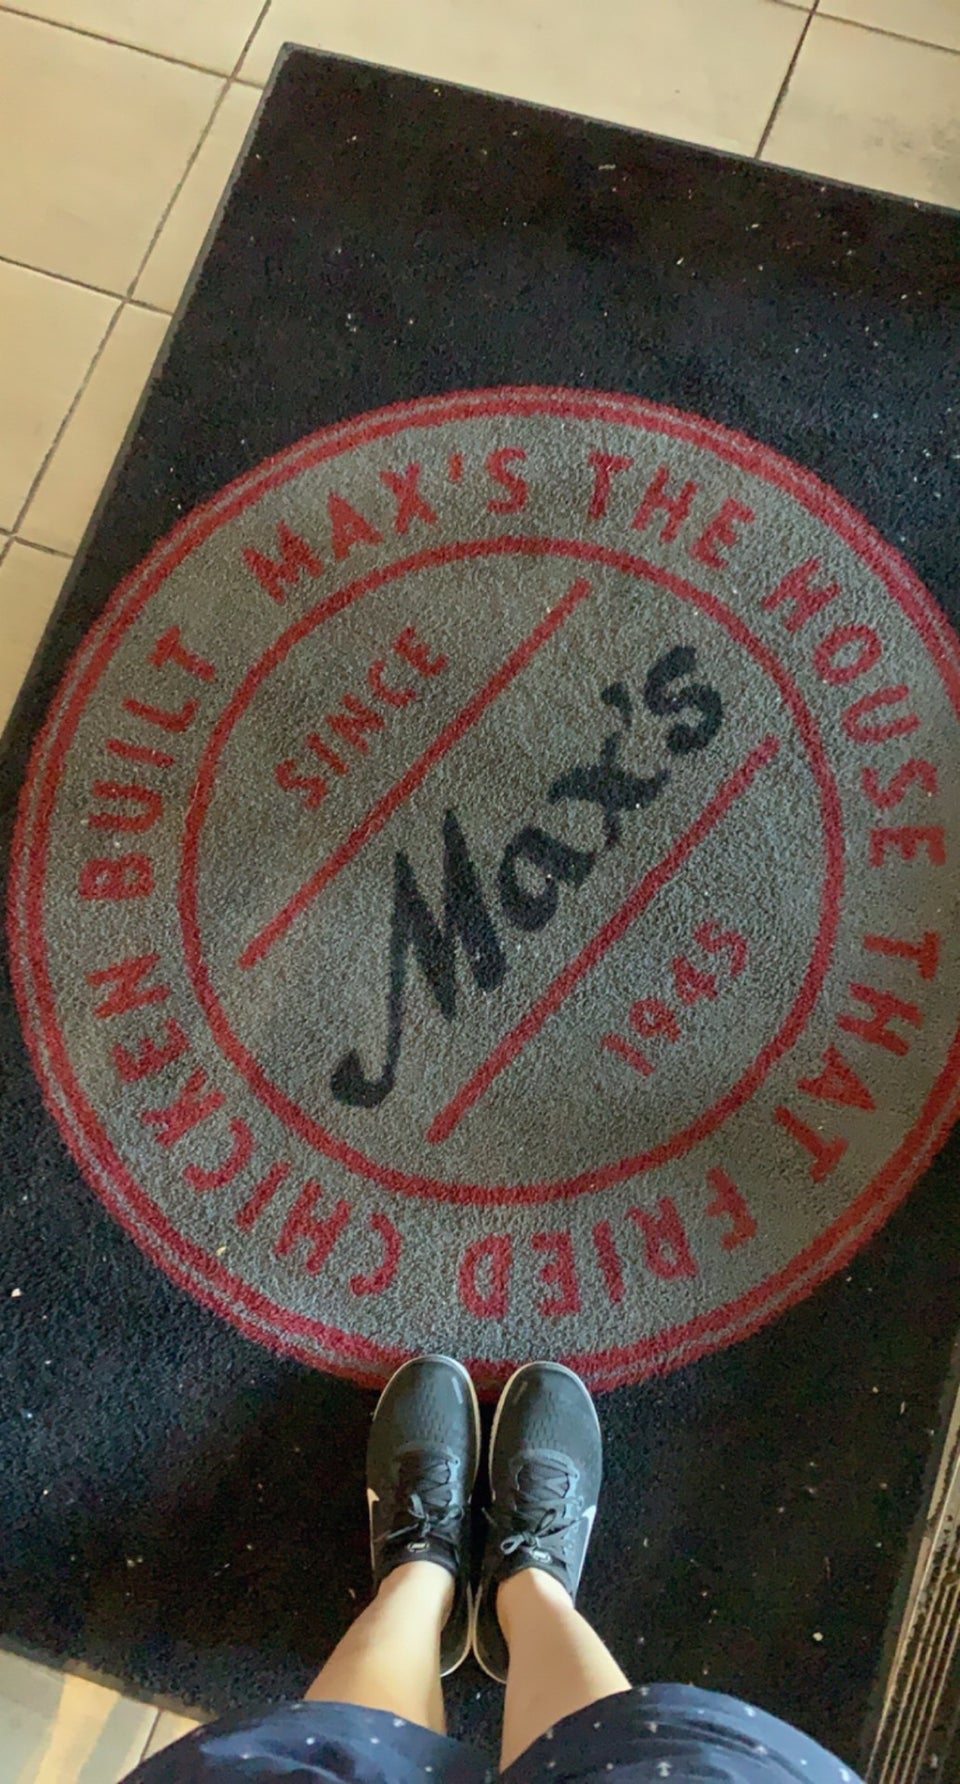 MAX'S THE HOUSE THAT FRIED CHICKEN BUILT
SINCE
Max's
1945